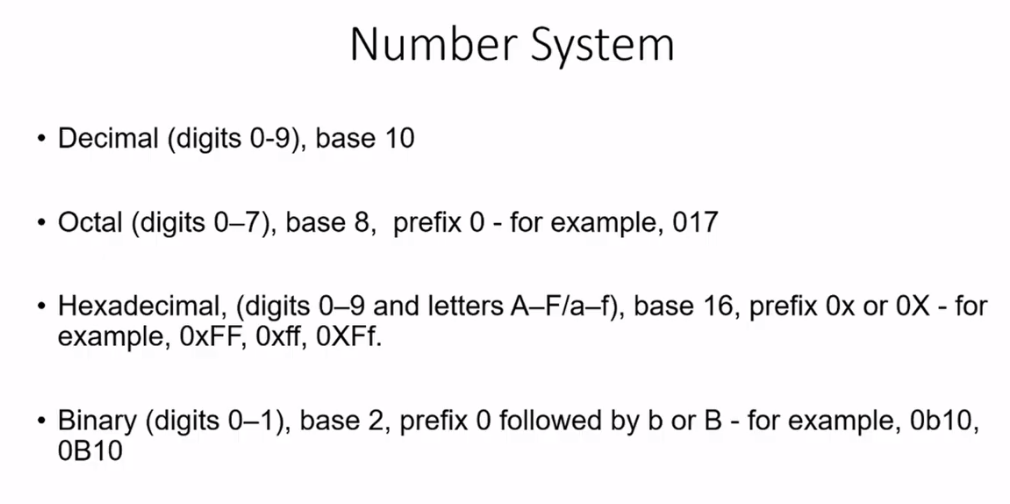 Number System
• Decimal (digits 0-9), base 10
• Octal (digits 0–7), base 8,  prefix 0 - for example, 017
• Hexadecimal, (digits 0–9 and letters A–F/a–f), base 16, prefix 0x or 0X - for
example, 0xFF, 0xff, 0XFf.
• Binary (digits 0–1), base 2, prefix 0 followed by b or B - for example, 0b10,
0B10